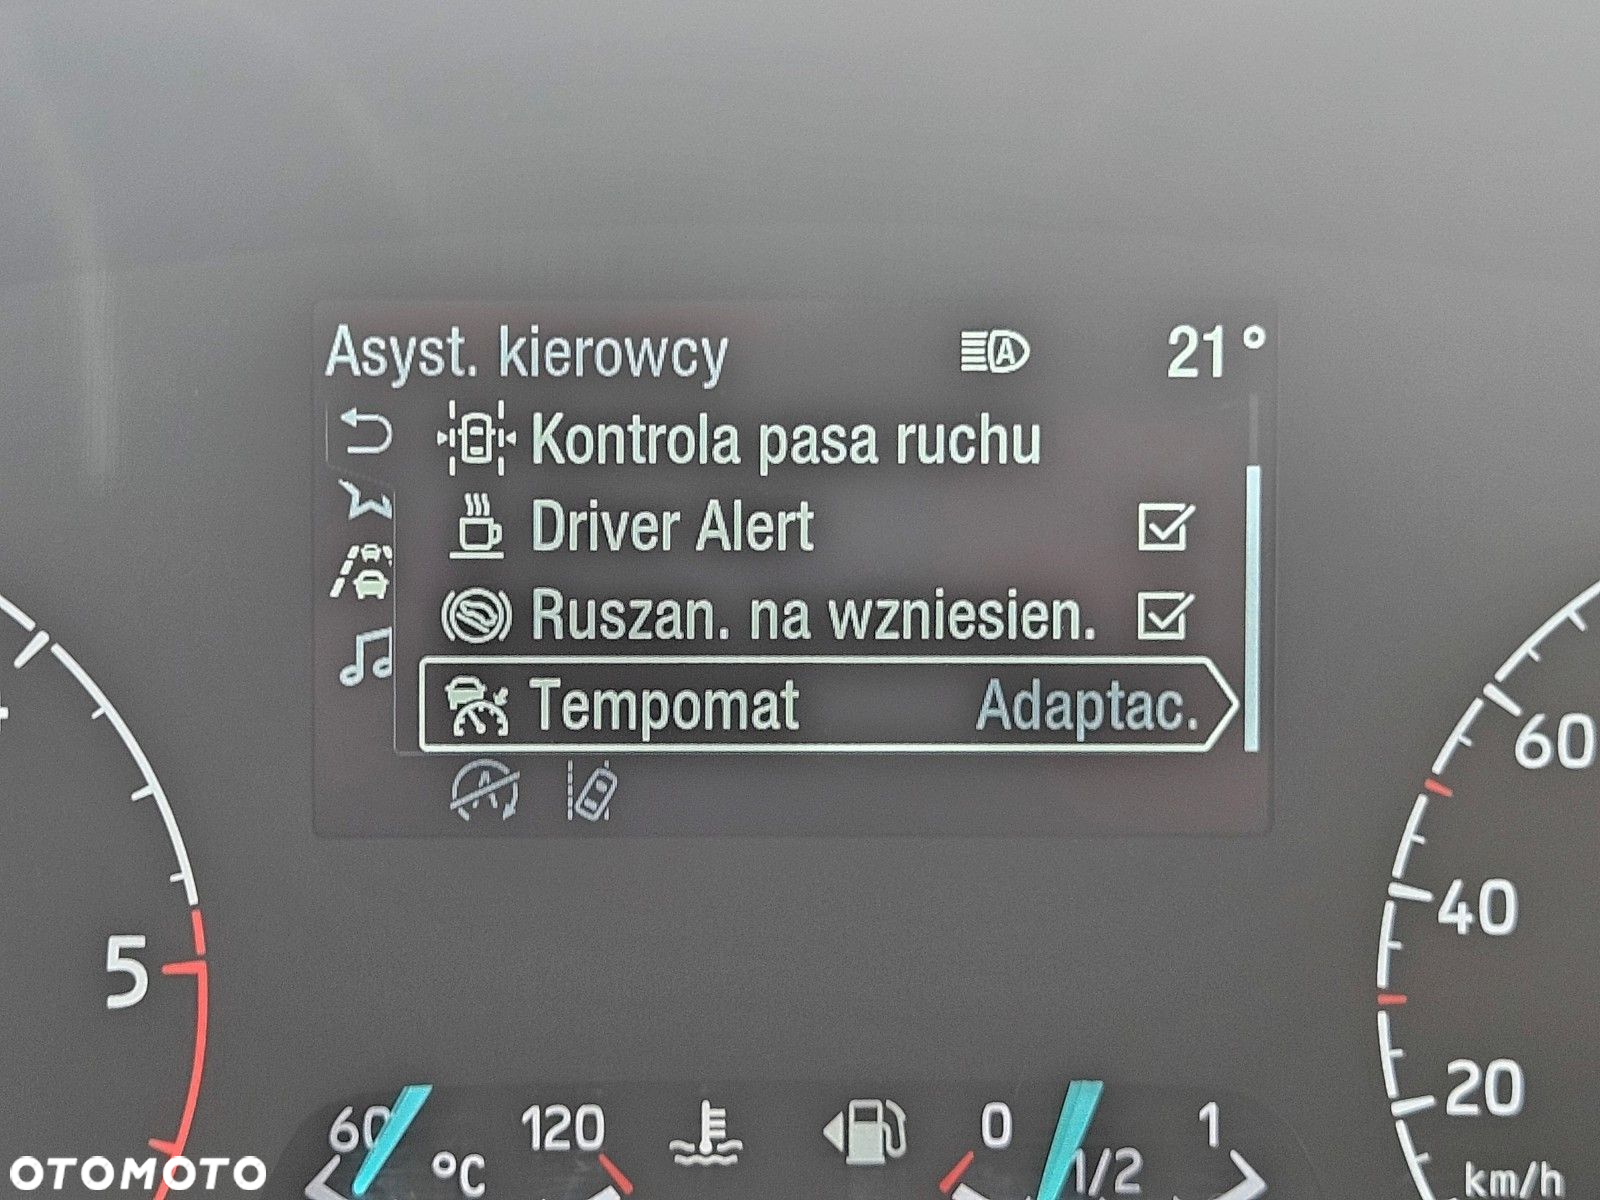 Asyst. kierowcy A 21°
Kontrola pasa ruchu
Driver Alert
Ruszan. na wzniesien.
Tempomat Adaptac.
A
60
40
5
20
60 120 0 1
°C 1/2 km/h
OTOMOTO